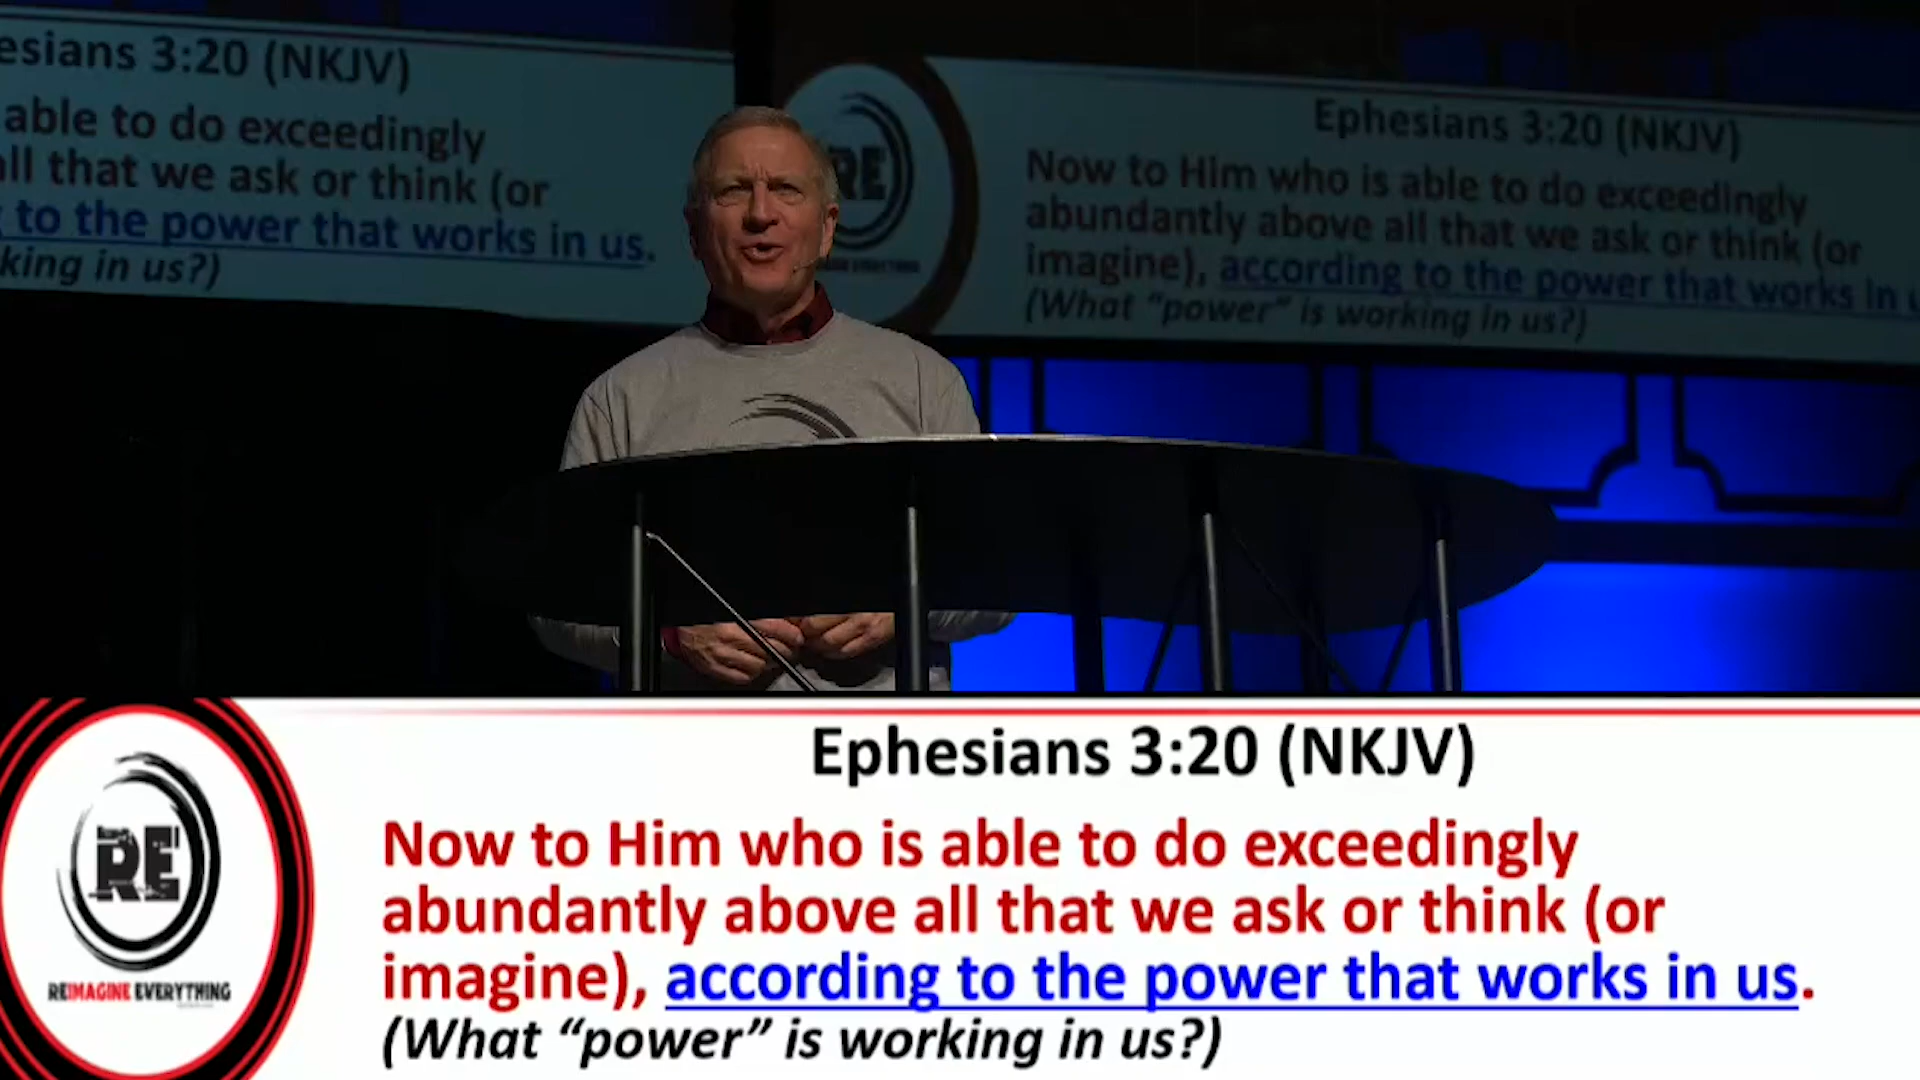 esians 3:20 (NKJV)
able to do exceedingly
all that we ask or think (or
to the power that works in us.
king in us?)
RE
Ephesians 3:20 (NKJV)
Now to Him who is able to do exceedingly
abundantly above all that we ask or think (or
imagine), according to the power that works in
(What “power” is working in us?)
Ephesians 3:20 (NKJV)
Now to Him who is able to do exceedingly
abundantly above all that we ask or think (or
imagine), according to the power that works in us.
(What “power” is working in us?)
RE
REIMAGINE EVERYTHING